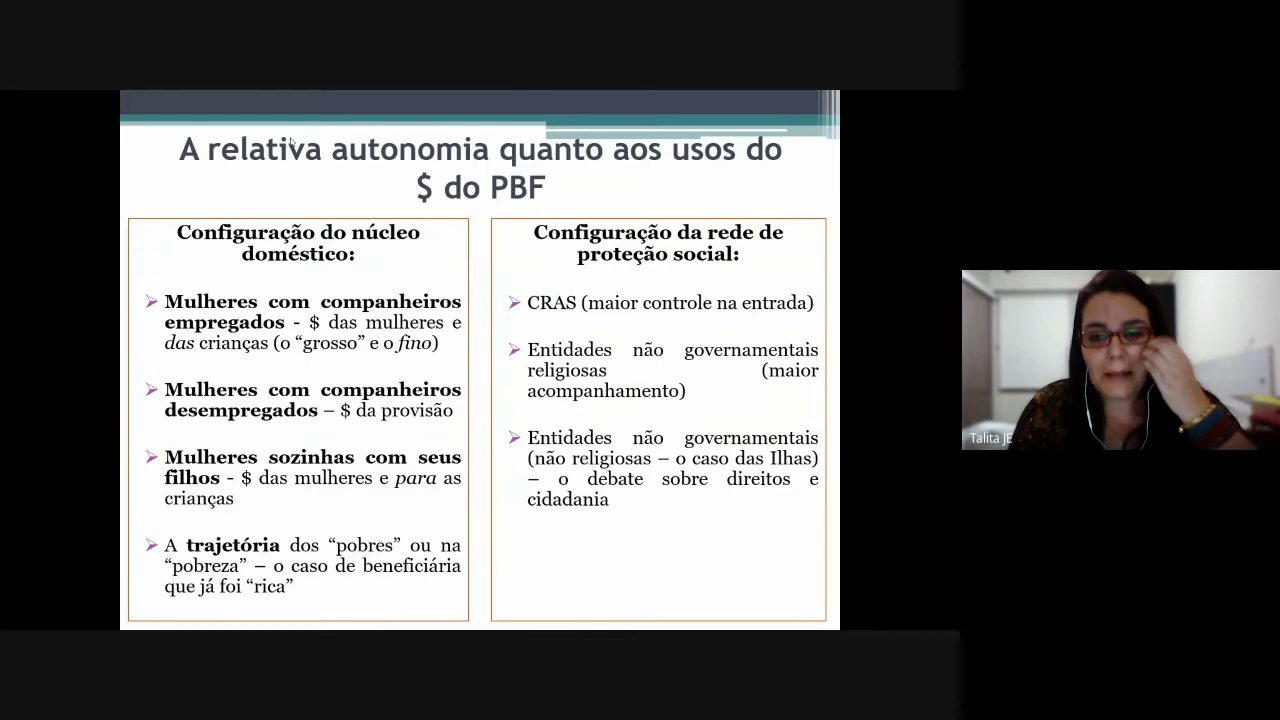 A relativa autonomia quanto aos usos do
$ do PBF
Configuração do núcleo
doméstico:
Mulheres com companheiros
empregados - $ das mulheres e
das crianças (o “grosso” e o fino)
Mulheres com companheiros
desempregados – $ da provisão
Mulheres sozinhas com seus
filhos - $ das mulheres e para as
crianças
A trajetória dos “pobres” ou na
“pobreza” – o caso de beneficiária
que já foi “rica”
Configuração da rede de
proteção social:
CRAS (maior controle na entrada)
Entidades não governamentais
religiosas (maior
acompanhamento)
Entidades não governamentais
(não religiosas – o caso das Ilhas)
– o debate sobre direitos e
cidadania
Talita JE